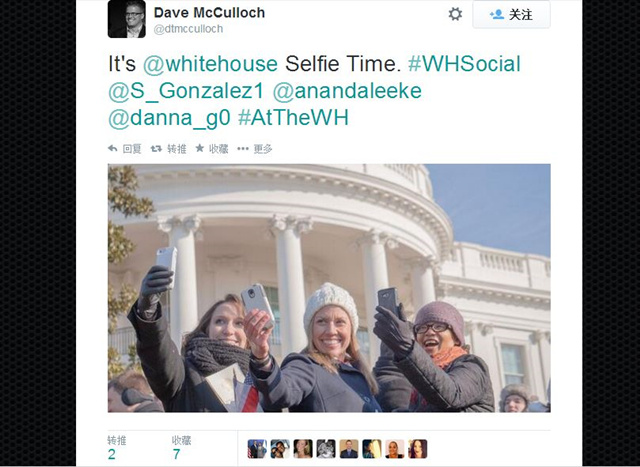 Dave McCulloch
@dtmcculloch
关注
It's @whitehouse Selfie Time. #WHSocial
@S_Gonzalez1 @anandaleeke
@danna_g0 #AtTheWH
回复 转推 收藏 更多
转推 收藏
2 7